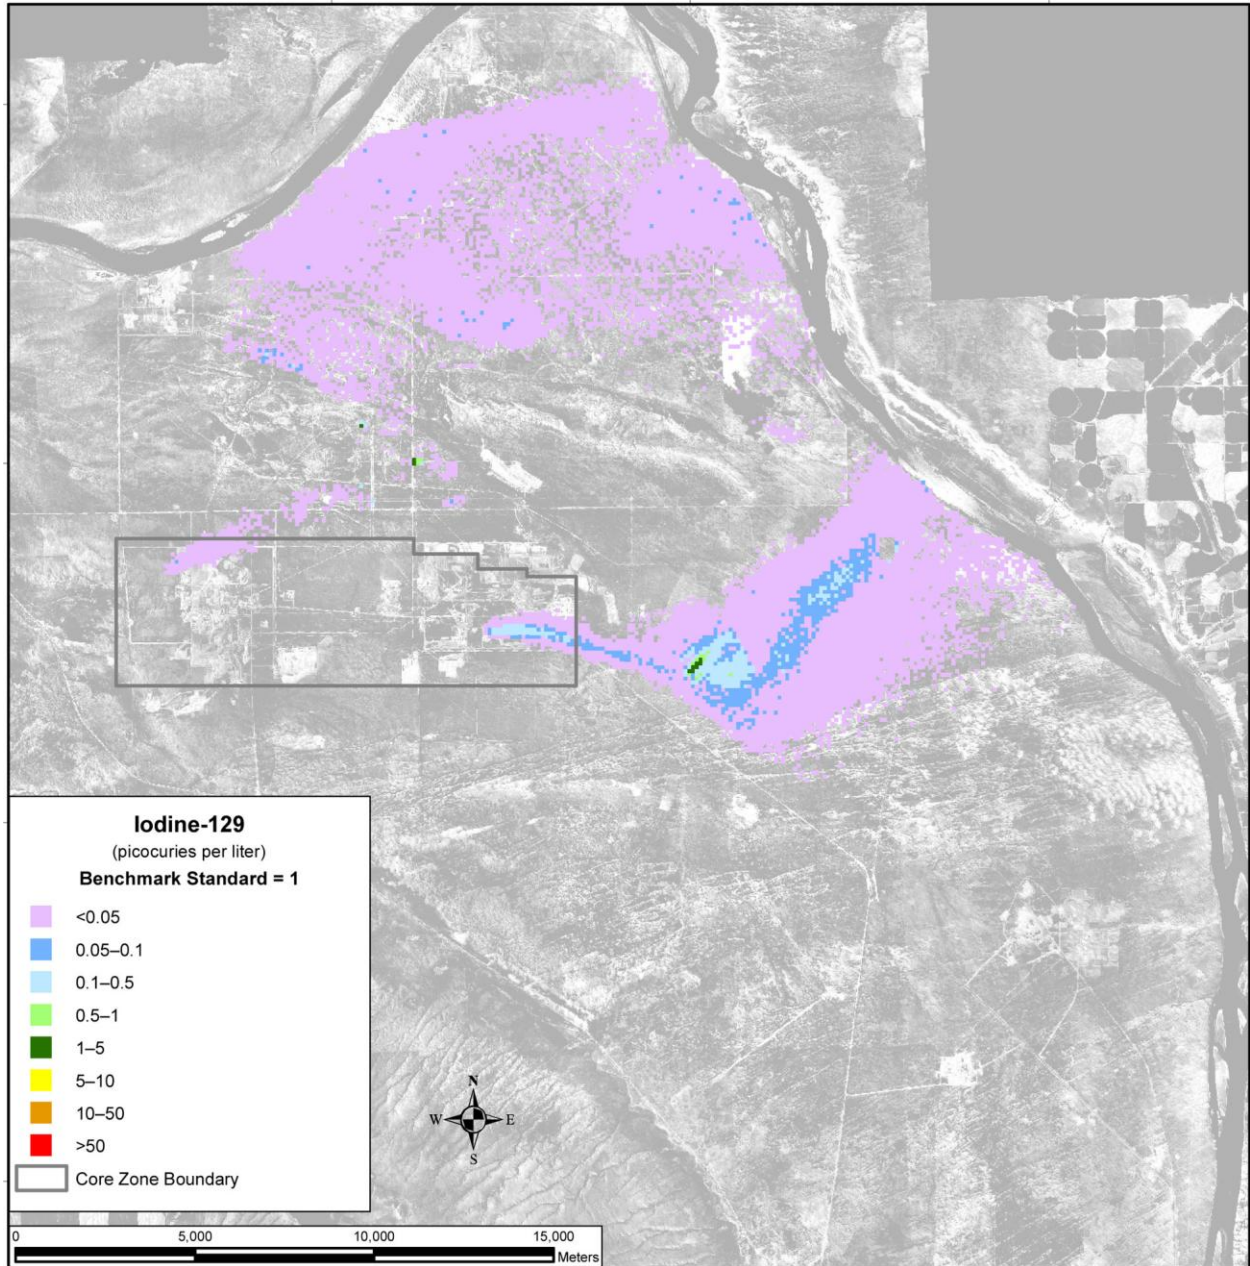 Iodine-129
(picocuries per liter)
Benchmark Standard = 1
<0.05
0.05–0.1
0.1–0.5
0.5–1
1–5
5–10
10–50
>50
Core Zone Boundary
N
W E
S
0 5,000 10,000 15,000
Meters